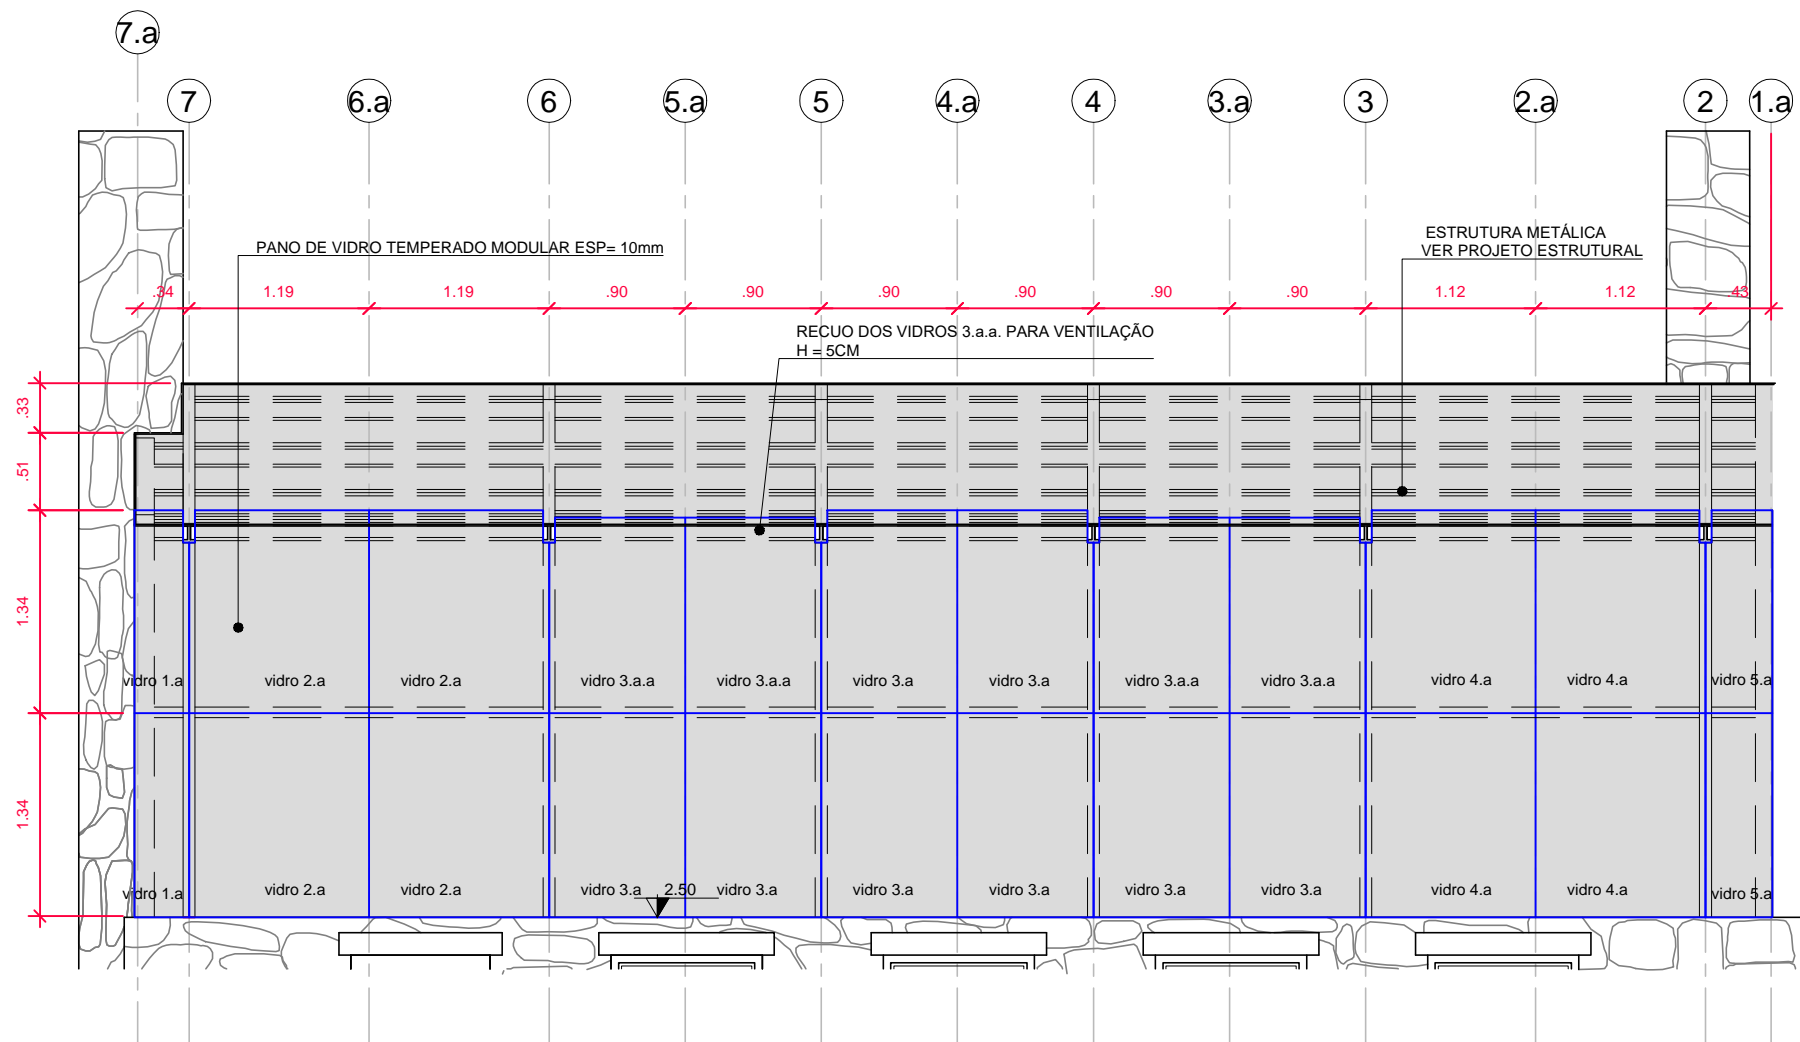 7.a
7 6.a 6 5.a 5 4.a 4 3.a 3 2.a 2 1.a
ESTRUTURA METÁLICA
VER PROJETO ESTRUTURAL
PANO DE VIDRO TEMPERADO MODULAR ESP= 10mm
.34 1.19 1.19 .90 .90 .90 .90 .90 .90 1.12 1.12 .43
RECUO DOS VIDROS 3.a.a. PARA VENTILAÇÃO
H = 5CM
.33
.51
1.34
vidro 1.a vidro 2.a vidro 2.a vidro 3.a.a vidro 3.a.a vidro 3.a vidro 3.a vidro 3.a.a vidro 3.a.a vidro 4.a vidro 4.a vidro 5.a
1.34
vidro 1.a vidro 2.a vidro 2.a vidro 3.a 2.50 vidro 3.a vidro 3.a vidro 3.a vidro 3.a vidro 3.a vidro 4.a vidro 4.a vidro 5.a